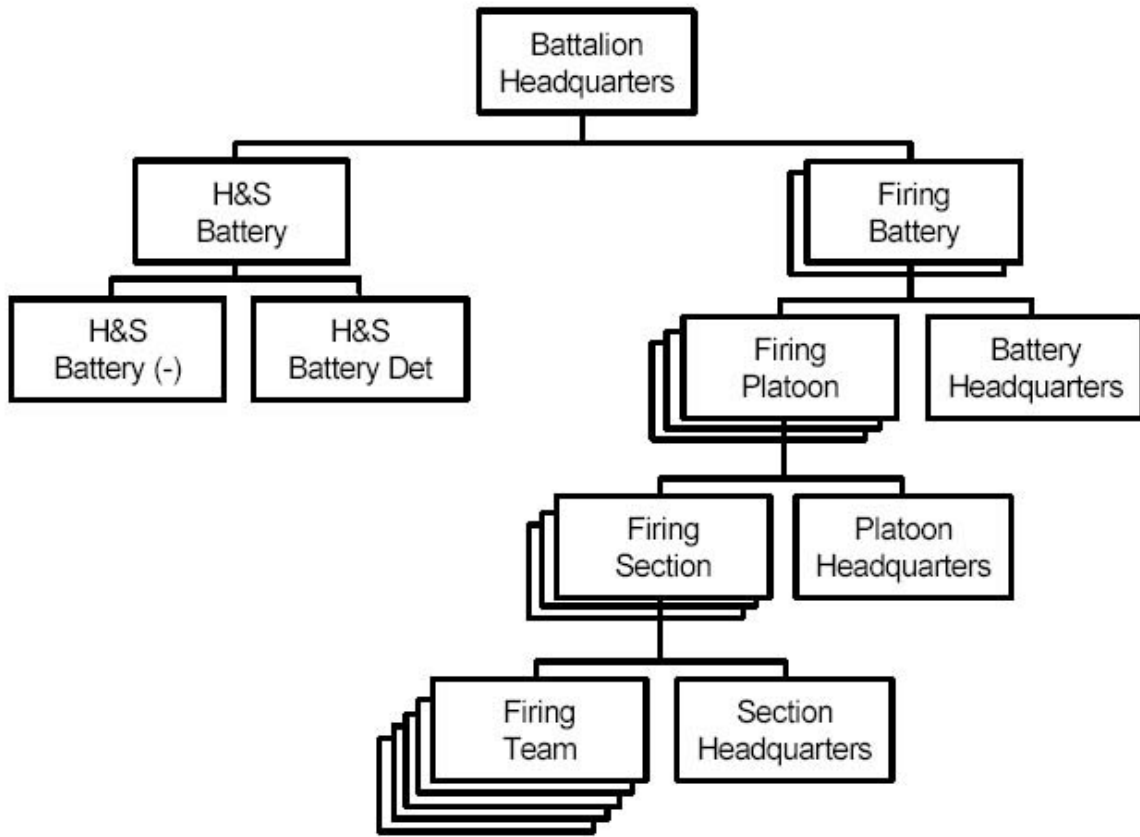 Battalion
Headquarters
H&S
Battery
Firing
Battery
H&S
Battery (-)
H&S
Battery Det
Firing
Platoon
Battery
Headquarters
Firing
Section
Platoon
Headquarters
Firing
Team
Section
Headquarters